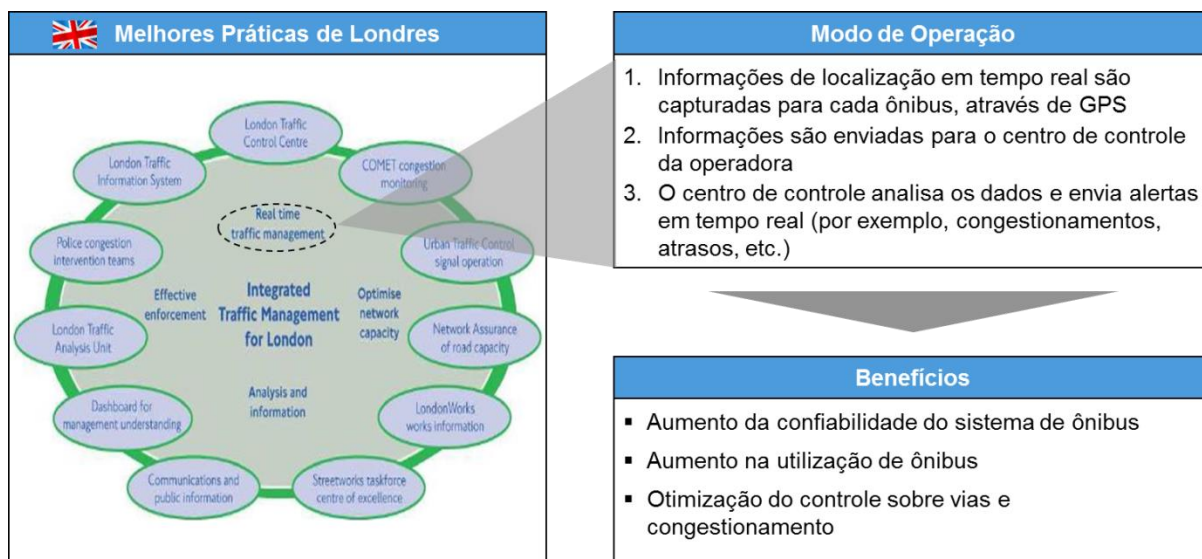 Melhores Práticas de Londres
London Traffic
Control Centre
COMET congestion
monitoring
London Traffic
Information System
Real time
traffic management
Police congestion
intervention teams
Urban Traffic Control
signal operation
Effective
enforcement
Integrated
Traffic Management
for London
Optimise
network
capacity
London Traffic
Analysis Unit
Network Assurance
of road capacity
Analysis and
information
Dashboard for
management understanding
LondonWorks
works information
Communications and
public information
Streetworks taskforce
centre of excellence
Modo de Operação
1. Informações de localização em tempo real são
capturadas para cada ônibus, através de GPS
2. Informações são enviadas para o centro de controle
da operadora
3. O centro de controle analisa os dados e envia alertas
em tempo real (por exemplo, congestionamentos,
atrasos, etc.)
Benefícios
▪ Aumento da confiabilidade do sistema de ônibus
▪ Aumento na utilização de ônibus
▪ Otimização do controle sobre vias e
congestionamento